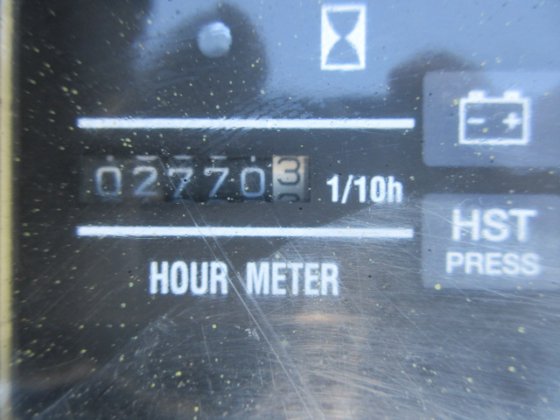 - +
027703 1/10h
HST
PRESS
HOUR METER